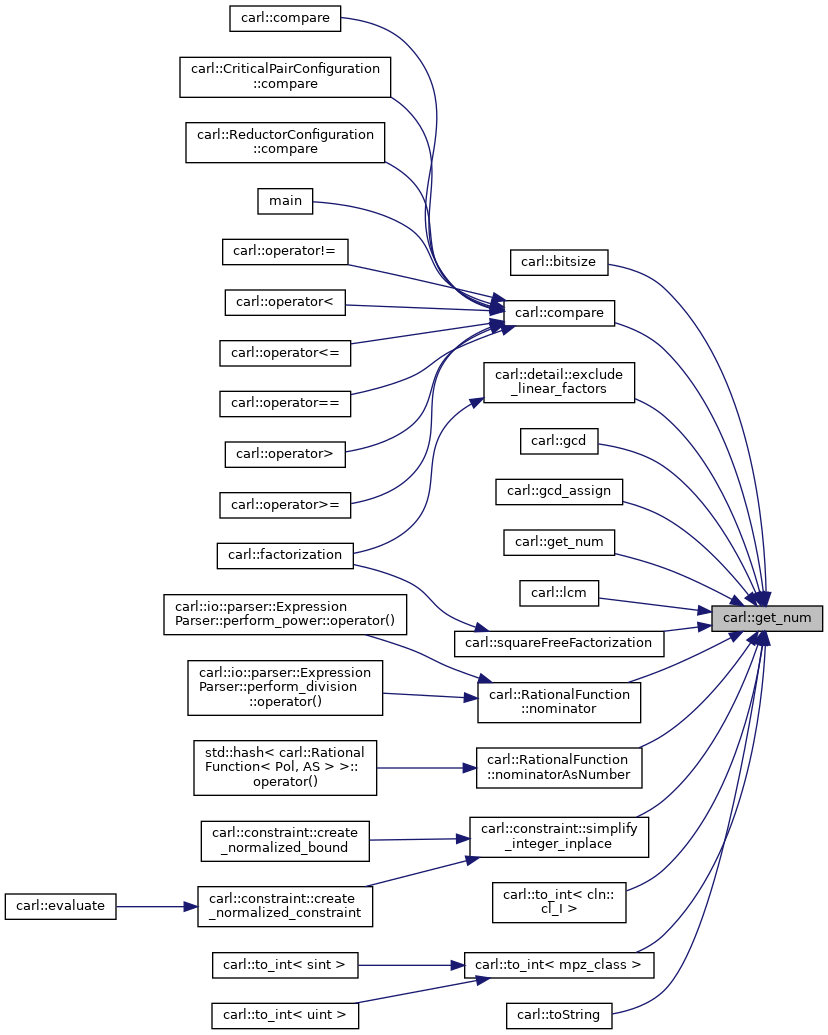 carl::compare
carl::CriticalPairConfiguration
::compare
carl::ReductorConfiguration
::compare
main
carl::operator!=
carl::operator<
carl::operator<=
carl::operator==
carl::operator>
carl::operator>=
carl::factorization
carl::io::parser::Expression
Parser::perform_power::operator()
carl::io::parser::Expression
Parser::perform_division
::operator()
std::hash< carl::Rational
Function< Pol, AS > >::
operator()
carl::constraint::create
_normalized_bound
carl::constraint::create
_normalized_constraint
carl::evaluate
carl::to_int< sint >
carl::to_int< uint >
carl::bitsize
carl::compare
carl::detail::exclude
_linear_factors
carl::gcd
carl::gcd_assign
carl::get_num
carl::lcm
carl::squareFreeFactorization
carl::RationalFunction
::nominator
carl::RationalFunction
::nominatorAsNumber
carl::constraint::simplify
_integer_inplace
carl::to_int< cln::
cl_I >
carl::to_int< mpz_class >
carl::toString
carl::get_num